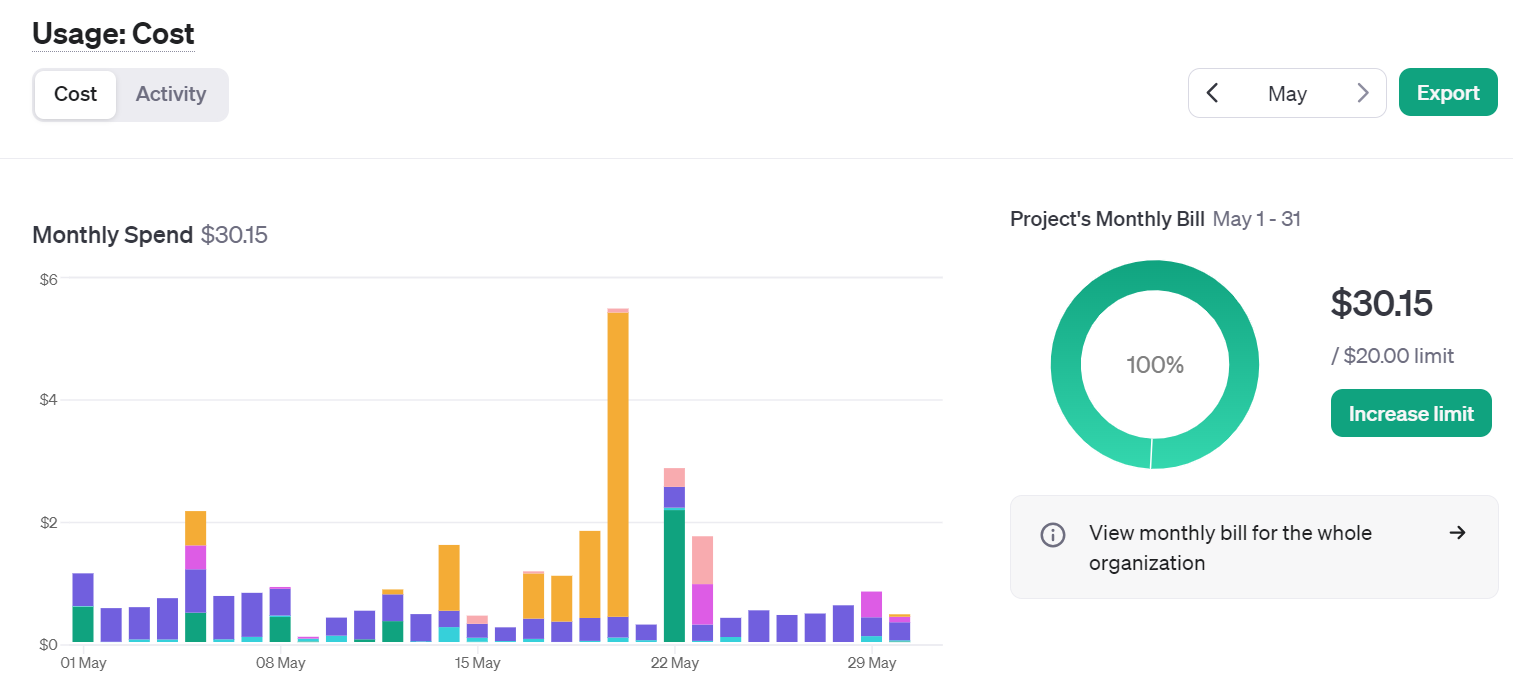 Usage: Cost
Cost
Activity
May
Export
Monthly Spend $30.15
$6
$4
$2
$0
01 May
08 May
15 May
22 May
29 May
Project's Monthly Bill May 1 - 31
100%
$30.15
/ $20.00 limit
Increase limit
View monthly bill for the whole
organization